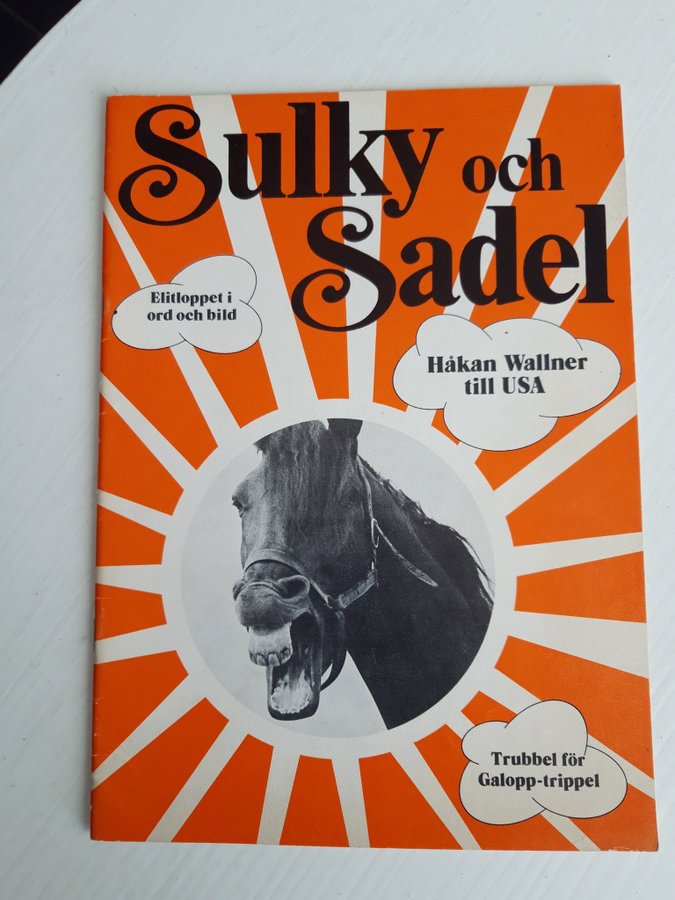 Sulky och
Sadel
Elitloppet i
ord och bild
Håkan Wallner
till USA
Trubbel för
Galopp-trippel